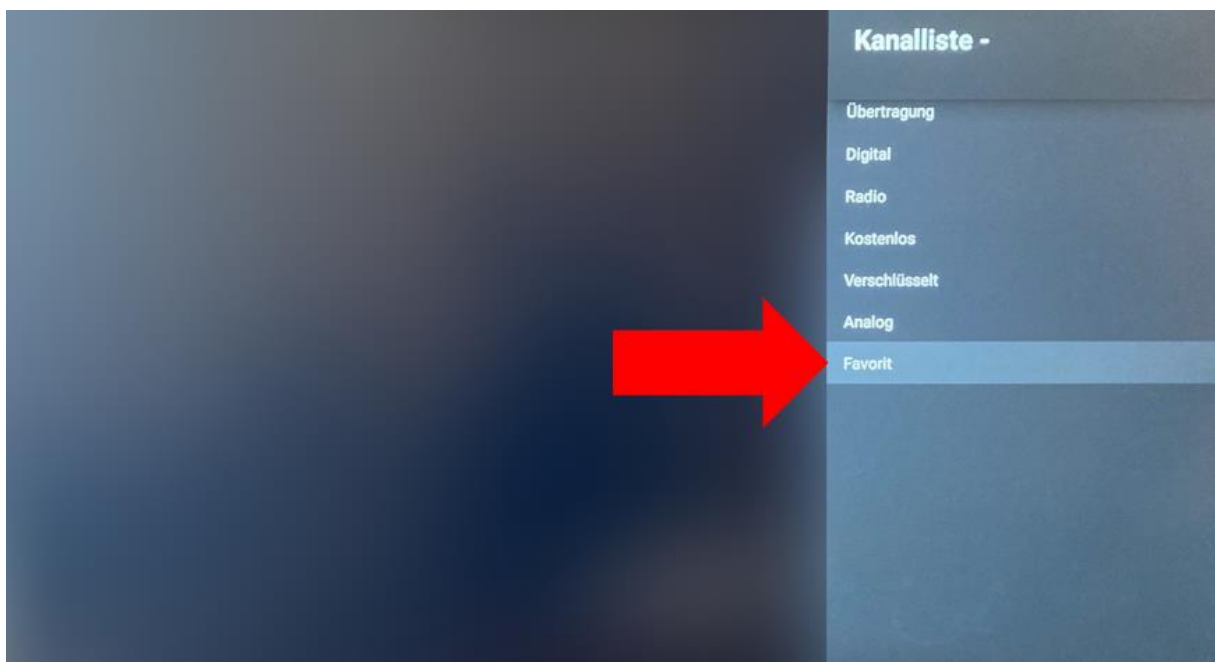 Kanalliste -
Übertragung
Digital
Radio
Kostenlos
Verschlüsselt
Analog
Favorit